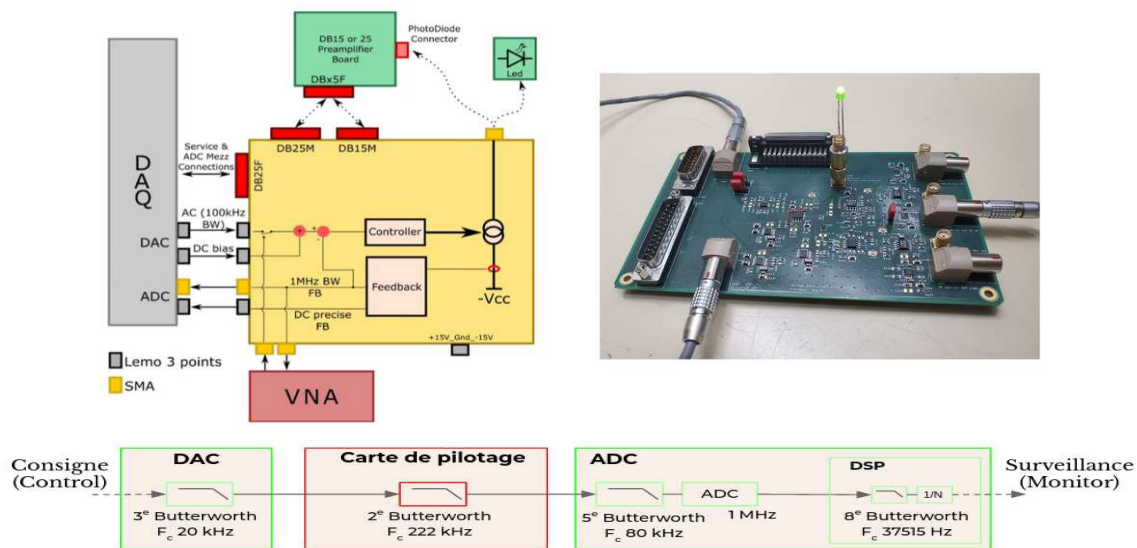 DB15 or 25
Preamplifier
Board
DBx5F
PhotoDiode
Connector
Led
DAQ
Service &
ADC Mezz
Connections
DB25F
DB25M
DB15M
AC (100kHz
BW)
DAC
DC bias
Controller
+
+
-
1MHz BW
FB
Feedback
ADC
DC precise
FB
-Vcc
+15V_Gnd_-15V
Lemo 3 points
SMA
VNA
Consigne
(Control)
DAC
3e Butterworth
Fc 20 kHz
Carte de pilotage
2e Butterworth
Fc 222 kHz
ADC
5e Butterworth
Fc 80 kHz
ADC
1 MHz
DSP
1/N
8e Butterworth
Fc 37515 Hz
Surveillance
(Monitor)